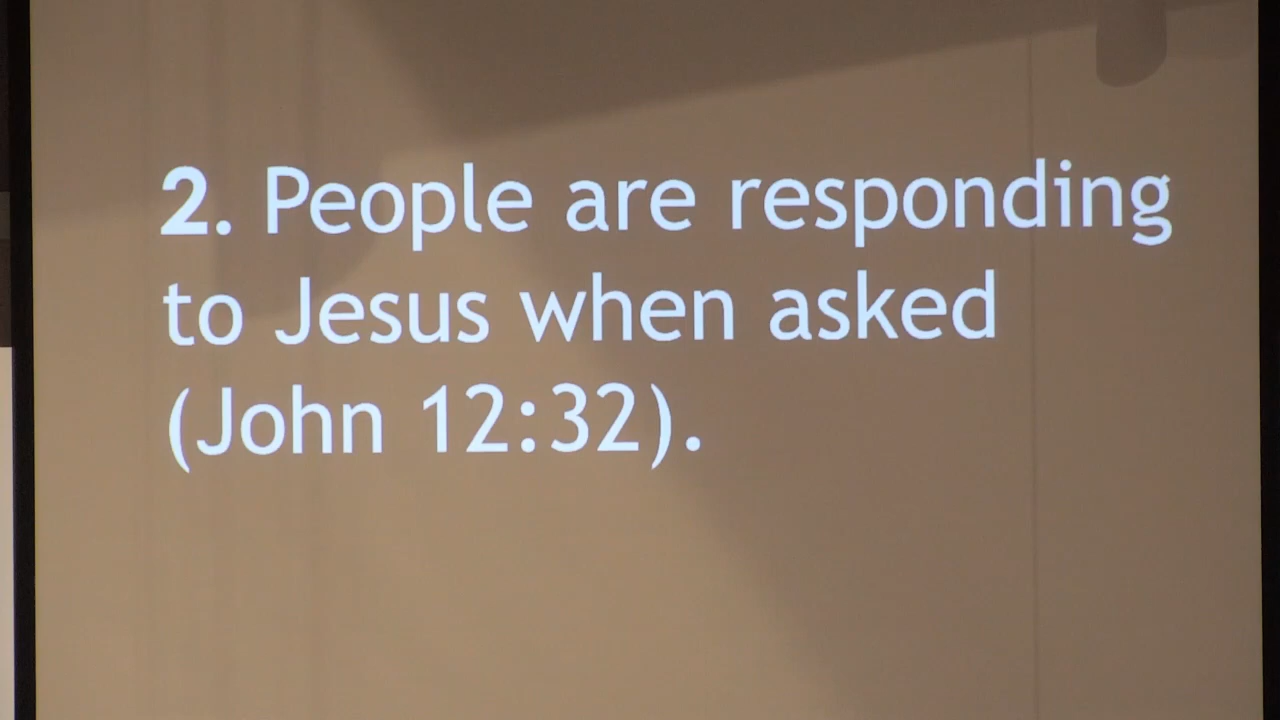 2. People are responding
to Jesus when asked
(John 12:32).